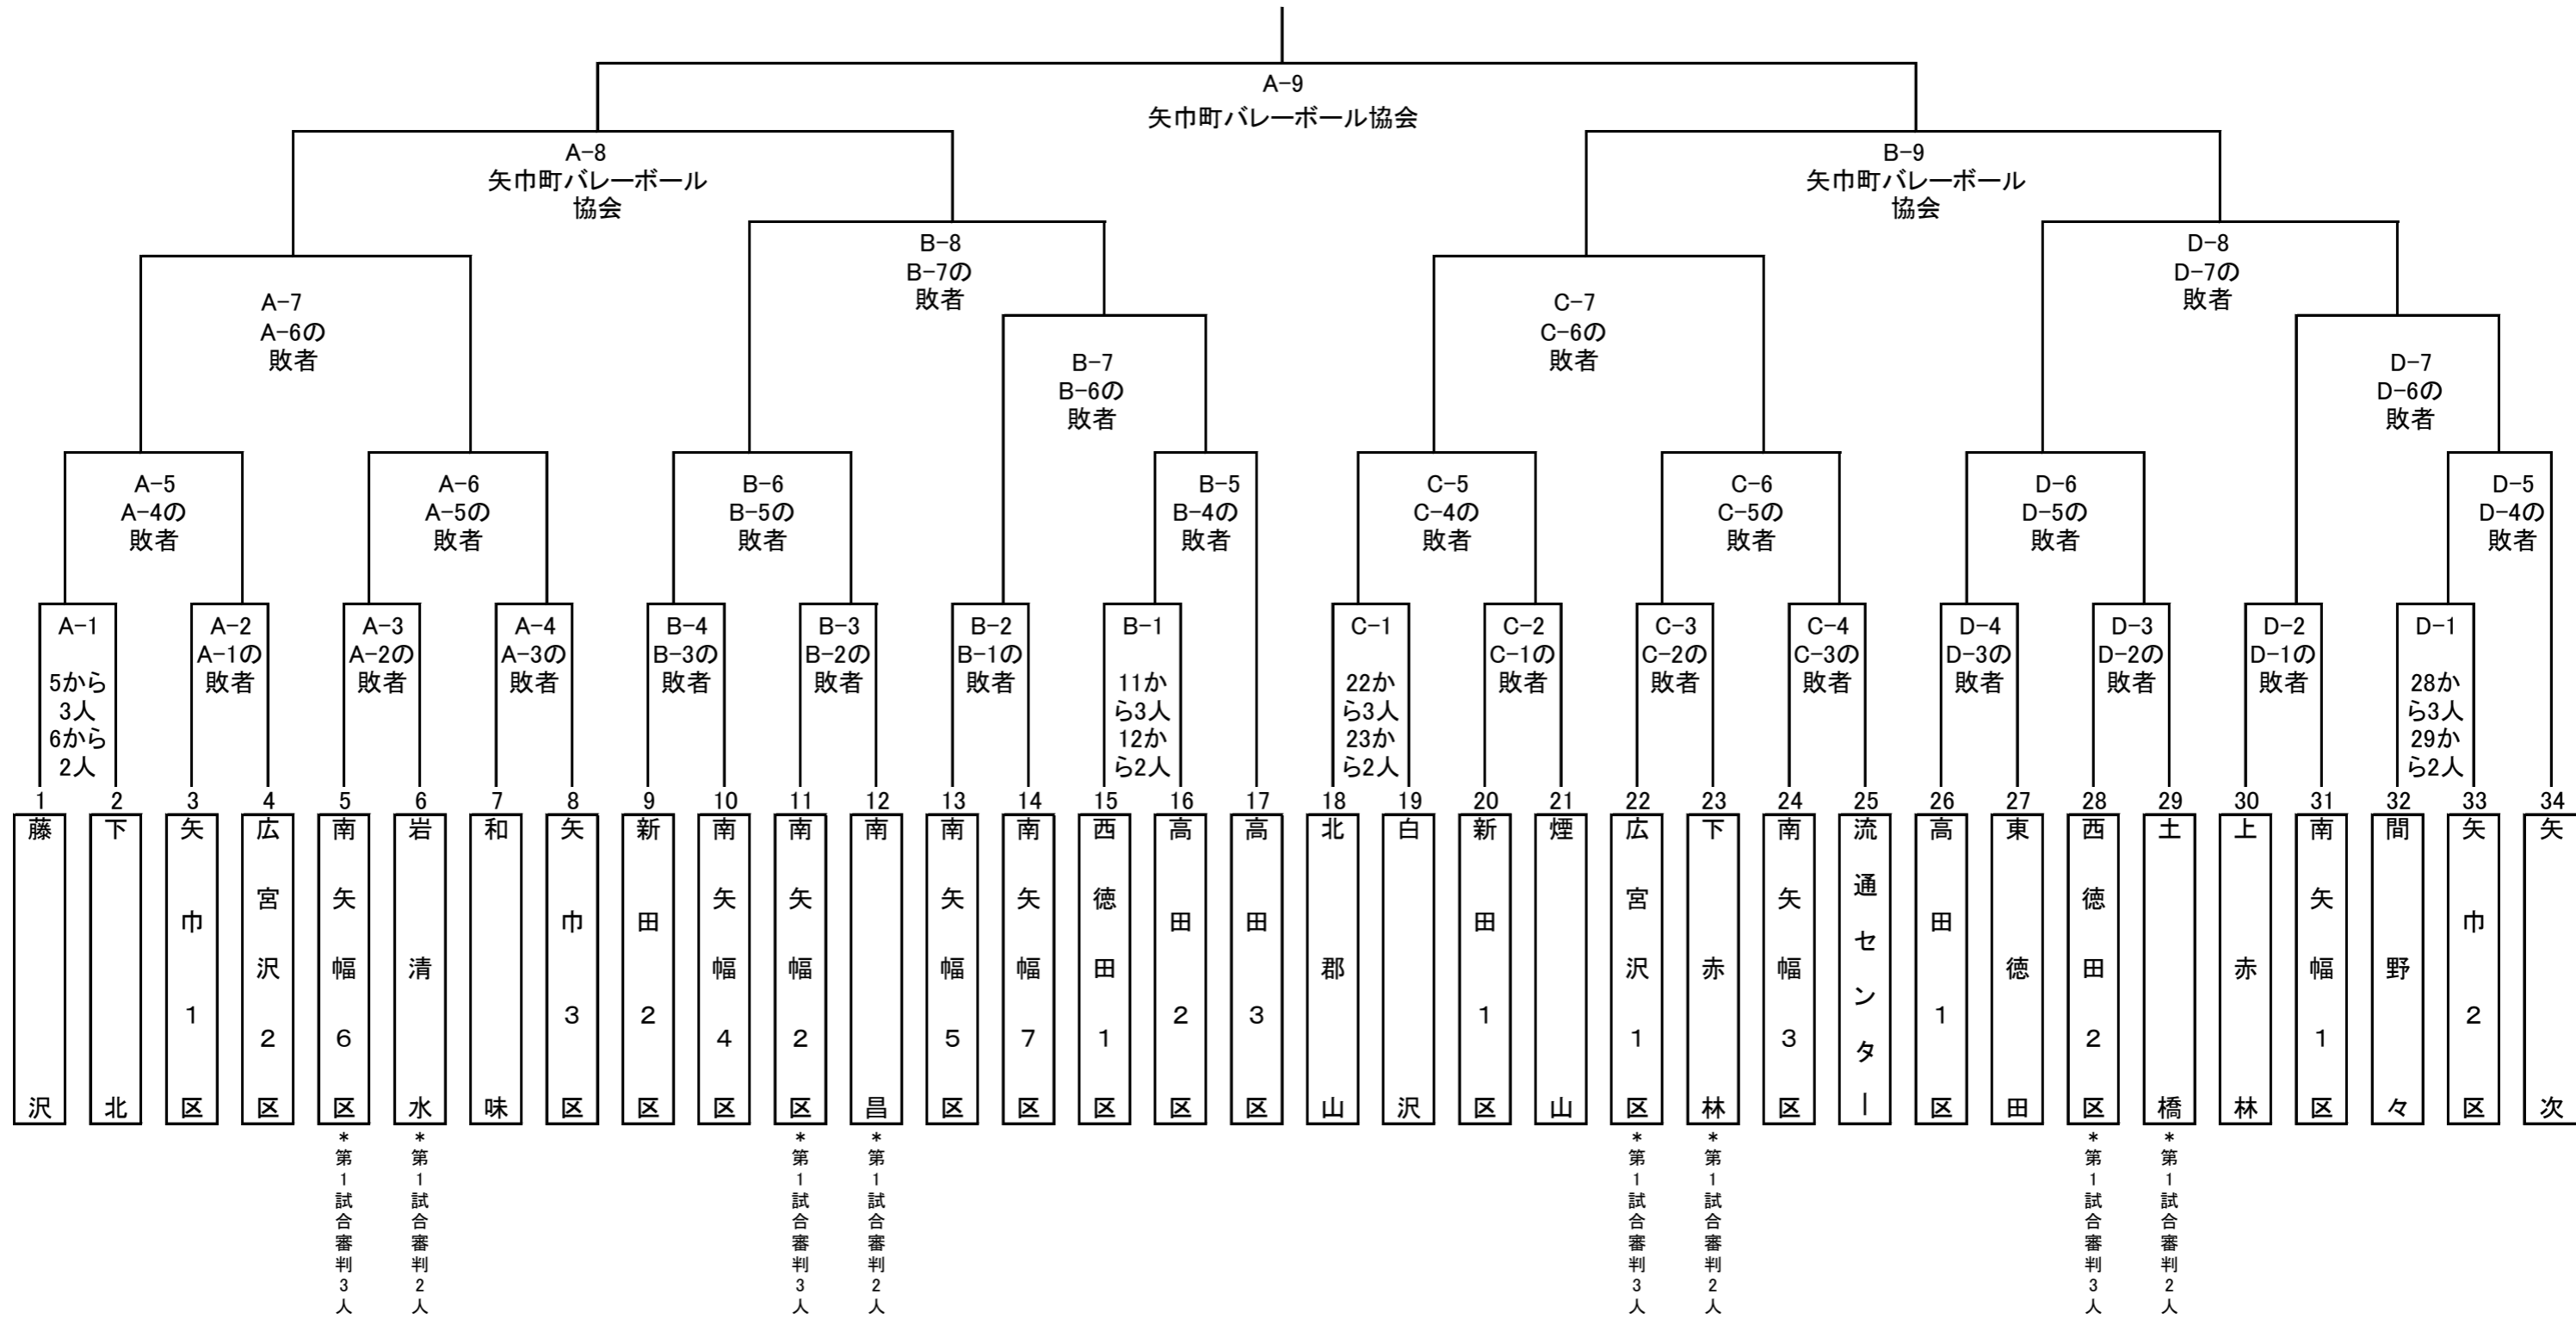 A-9
矢巾町バレーボール協会
A-8
矢巾町バレーボール
協会
B-9
矢巾町バレーボール
協会
B-8
B-7の
敗者
D-8
D-7の
敗者
A-7
A-6の
敗者
C-7
C-6の
敗者
B-7
B-6の
敗者
D-7
D-6の
敗者
A-5
A-4の
敗者
A-6
A-5の
敗者
B-6
B-5の
敗者
B-5
B-4の
敗者
C-5
C-4の
敗者
C-6
C-5の
敗者
D-6
D-5の
敗者
D-5
D-4の
敗者
A-1
5から
3人
6から
2人
A-2
A-1の
敗者
A-3
A-2の
敗者
A-4
A-3の
敗者
B-4
B-3の
敗者
B-3
B-2の
敗者
B-2
B-1の
敗者
B-1
11か
ら3人
12か
ら2人
C-1
22か
ら3人
23か
ら2人
C-2
C-1の
敗者
C-3
C-2の
敗者
C-4
C-3の
敗者
D-4
D-3の
敗者
D-3
D-2の
敗者
D-2
D-1の
敗者
D-1
28か
ら3人
29か
ら2人
1
藤沢
2
下北
3
矢巾1区
4
広宮沢2区
5
南矢幅6区
*第1試合審判3人
6
岩清水
*第1試合審判2人
7
和味
8
矢巾3区
9
新田2区
10
南矢幅4区
11
南矢幅2区
*第1試合審判3人
12
南昌
*第1試合審判2人
13
南矢幅5区
14
南矢幅7区
15
西徳田1区
16
高田2区
17
高田3区
18
北郡山
19
白沢
20
新田1区
21
煙山
22
広宮沢1区
*第1試合審判3人
23
下赤林
*第1試合審判2人
24
南矢幅3区
25
流通センター
26
高田1区
27
東徳田
28
西徳田2区
*第1試合審判3人
29
土橋
*第1試合審判2人
30
上赤林
31
南矢幅1区
32
間野々
33
矢巾2区
34
矢次